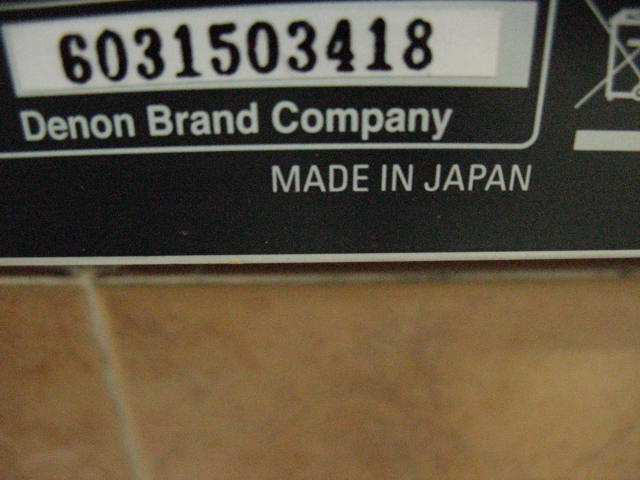 6031503418
Denon Brand Company
MADE IN JAPAN